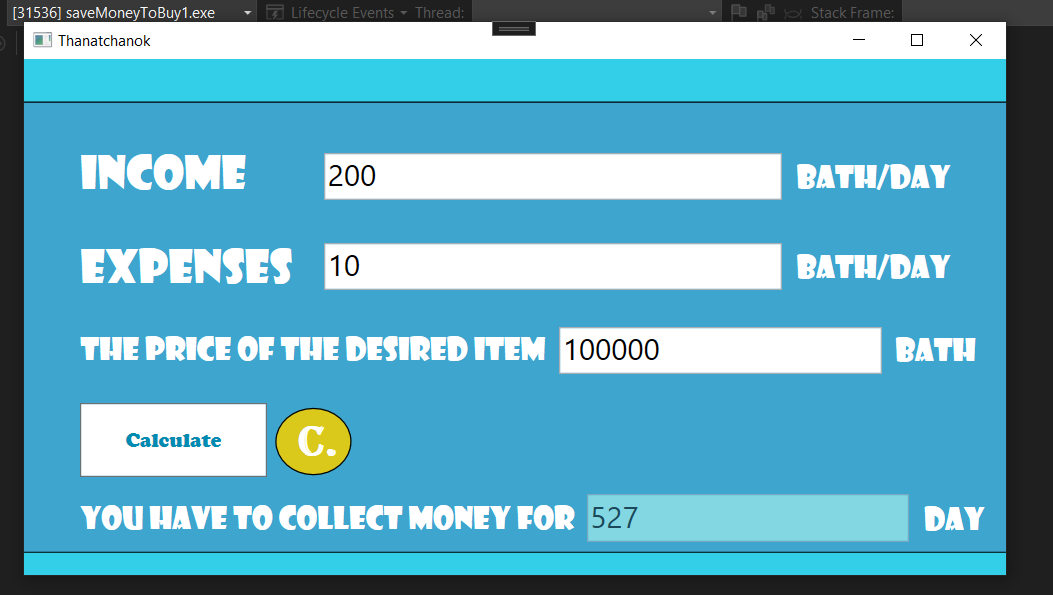 [31536] saveMoneyToBuy1.exe Lifecycle Events Thread: Stack Frame:
Thanatchanok
INCOME 200 BATH/DAY
EXPENSES 10 BATH/DAY
THE PRICE OF THE DESIRED ITEM 100000 BATH
Calculate C.
YOU HAVE TO COLLECT MONEY FOR 527 DAY